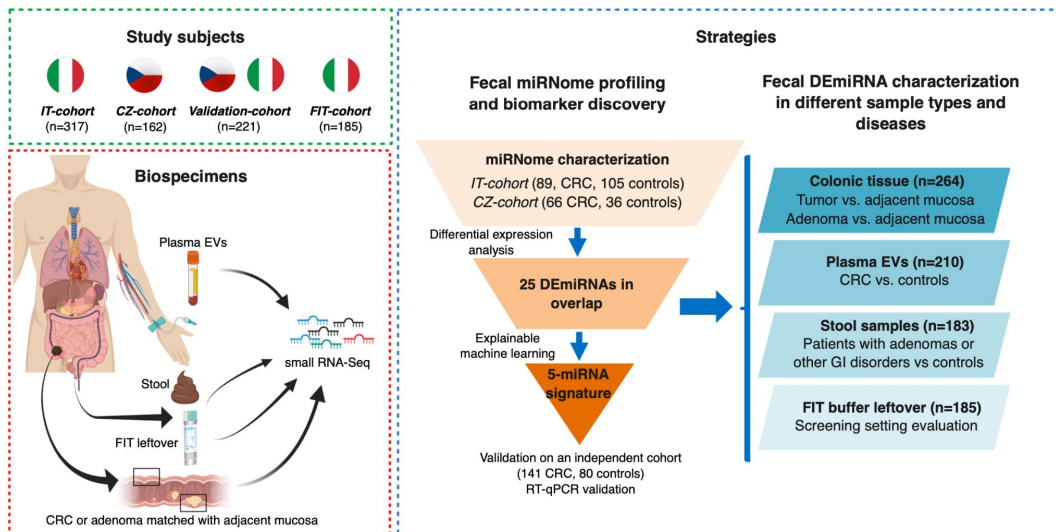 Study subjects
IT-cohort
(n=317)
CZ-cohort
(n=162)
Validation-cohort
(n=221)
FIT-cohort
(n=185)
Biospecimens
Plasma EVs
small RNA-Seq
Stool
FIT leftover
CRC or adenoma matched with adjacent mucosa
Strategies
Fecal miRNome profiling
and biomarker discovery
miRNome characterization
IT-cohort (89, CRC, 105 controls)
CZ-cohort (66 CRC, 36 controls)
Differential expression
analysis
25 DEmiRNAs in
overlap
Explainable
machine learning
5-miRNA
signature
Valildation on an independent cohort
(141 CRC, 80 controls)
RT-qPCR validation
Fecal DEmiRNA characterization
in different sample types and
diseases
Colonic tissue (n=264)
Tumor vs. adjacent mucosa
Adenoma vs. adjacent mucosa
Plasma EVs (n=210)
CRC vs. controls
Stool samples (n=183)
Patients with adenomas or
other GI disorders vs controls
FIT buffer leftover (n=185)
Screening setting evaluation